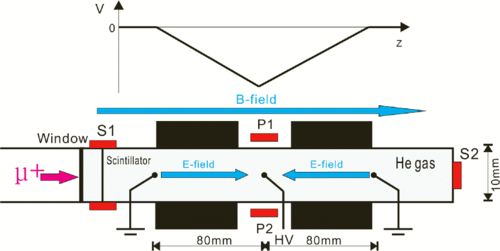 V
0
z
B-field
P1
Window
S1
S2
Scintillator
E-field
E-field
He gas
μ+
10mm
P2
80mm
HV
80mm